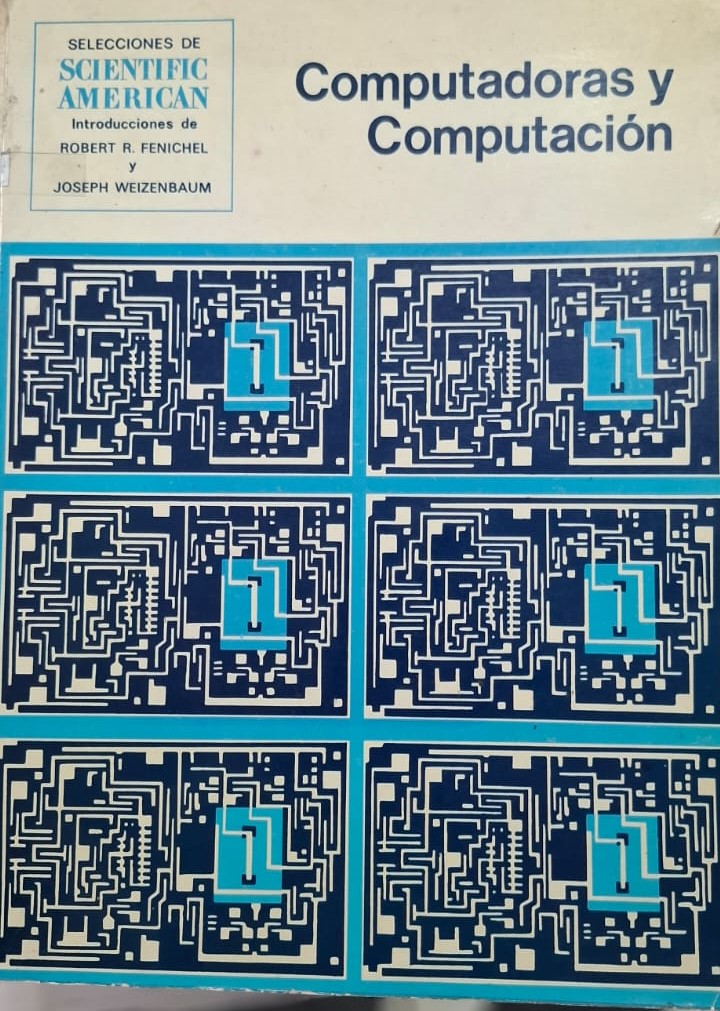 SELECCIONES DE
SCIENTIFIC
AMERICAN
Introducciones de
ROBERT R. FENICHEL
y
JOSEPH WEIZENBAUM
Computadoras y
Computación